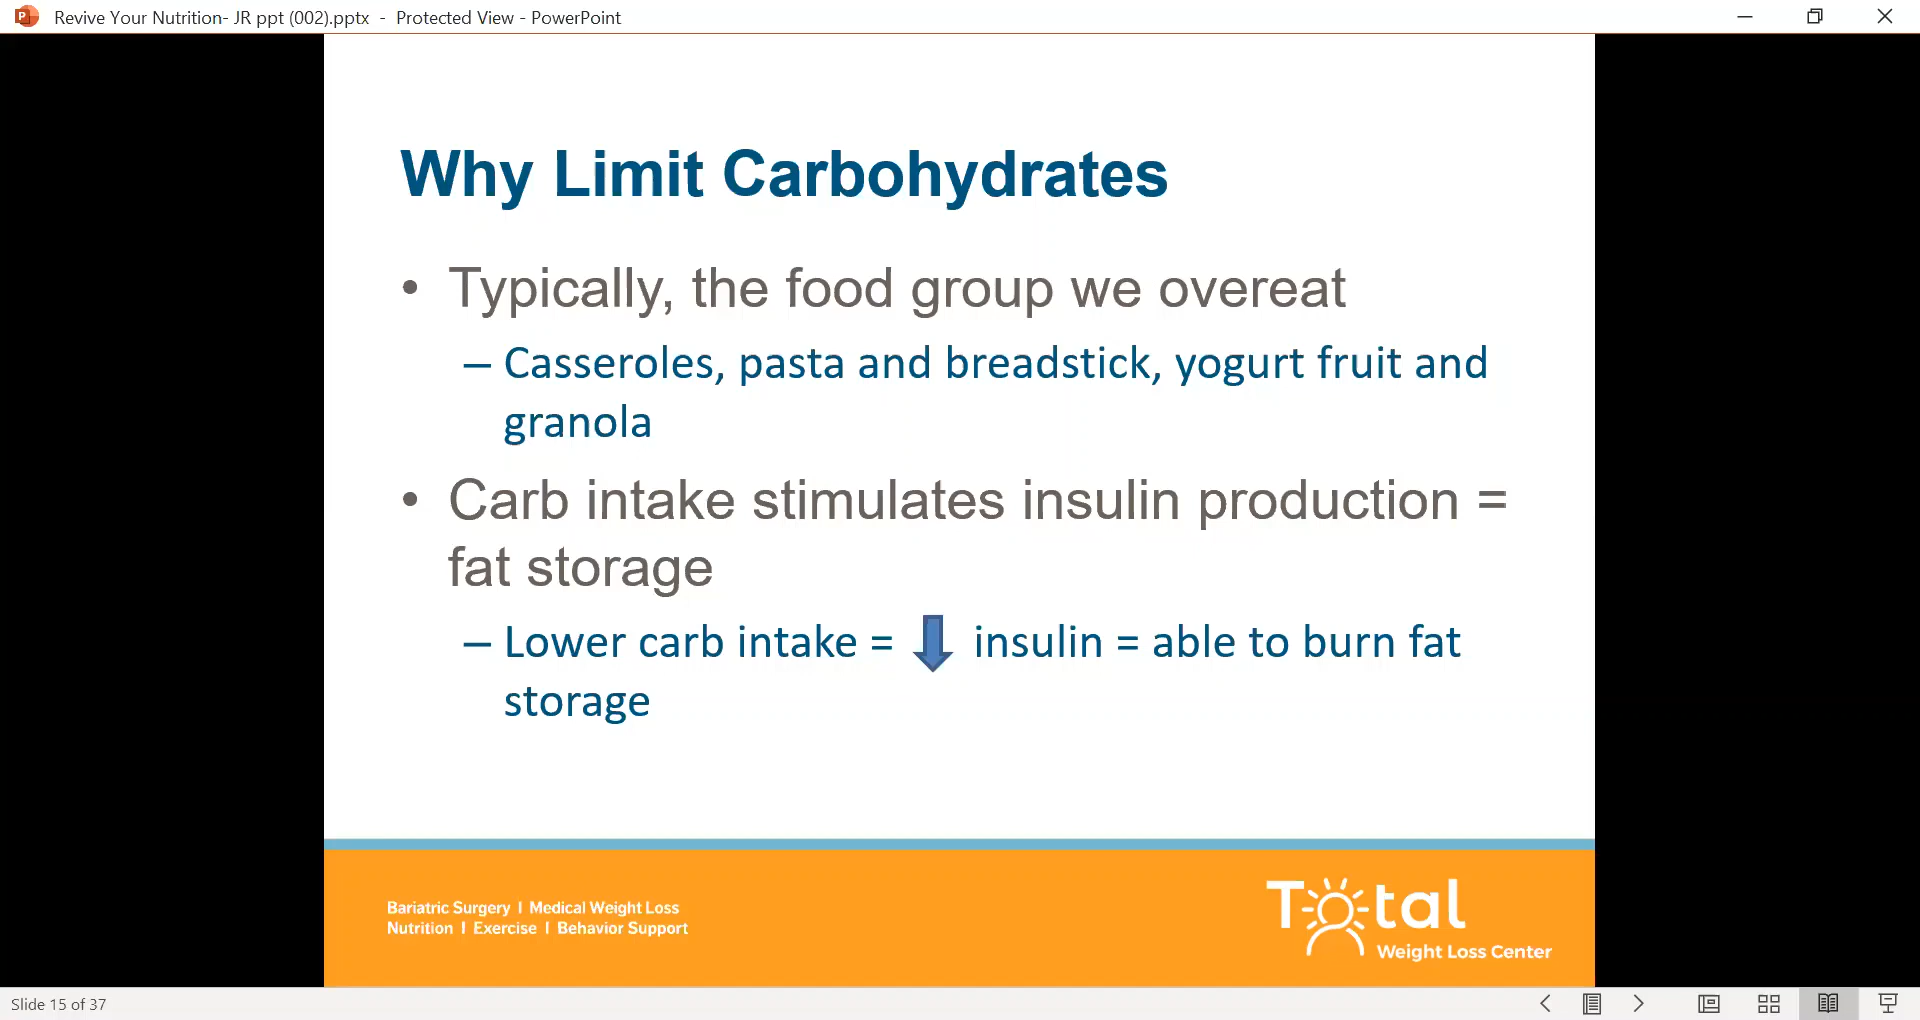 Revive Your Nutrition- JR ppt (002).pptx - Protected View - PowerPoint
Why Limit Carbohydrates
• Typically, the food group we overeat
– Casseroles, pasta and breadstick, yogurt fruit and
granola
• Carb intake stimulates insulin production =
fat storage
– Lower carb intake = insulin = able to burn fat
storage
Bariatric Surgery | Medical Weight Loss
Nutrition | Exercise | Behavior Support
Total
Weight Loss Center
Slide 15 of 37